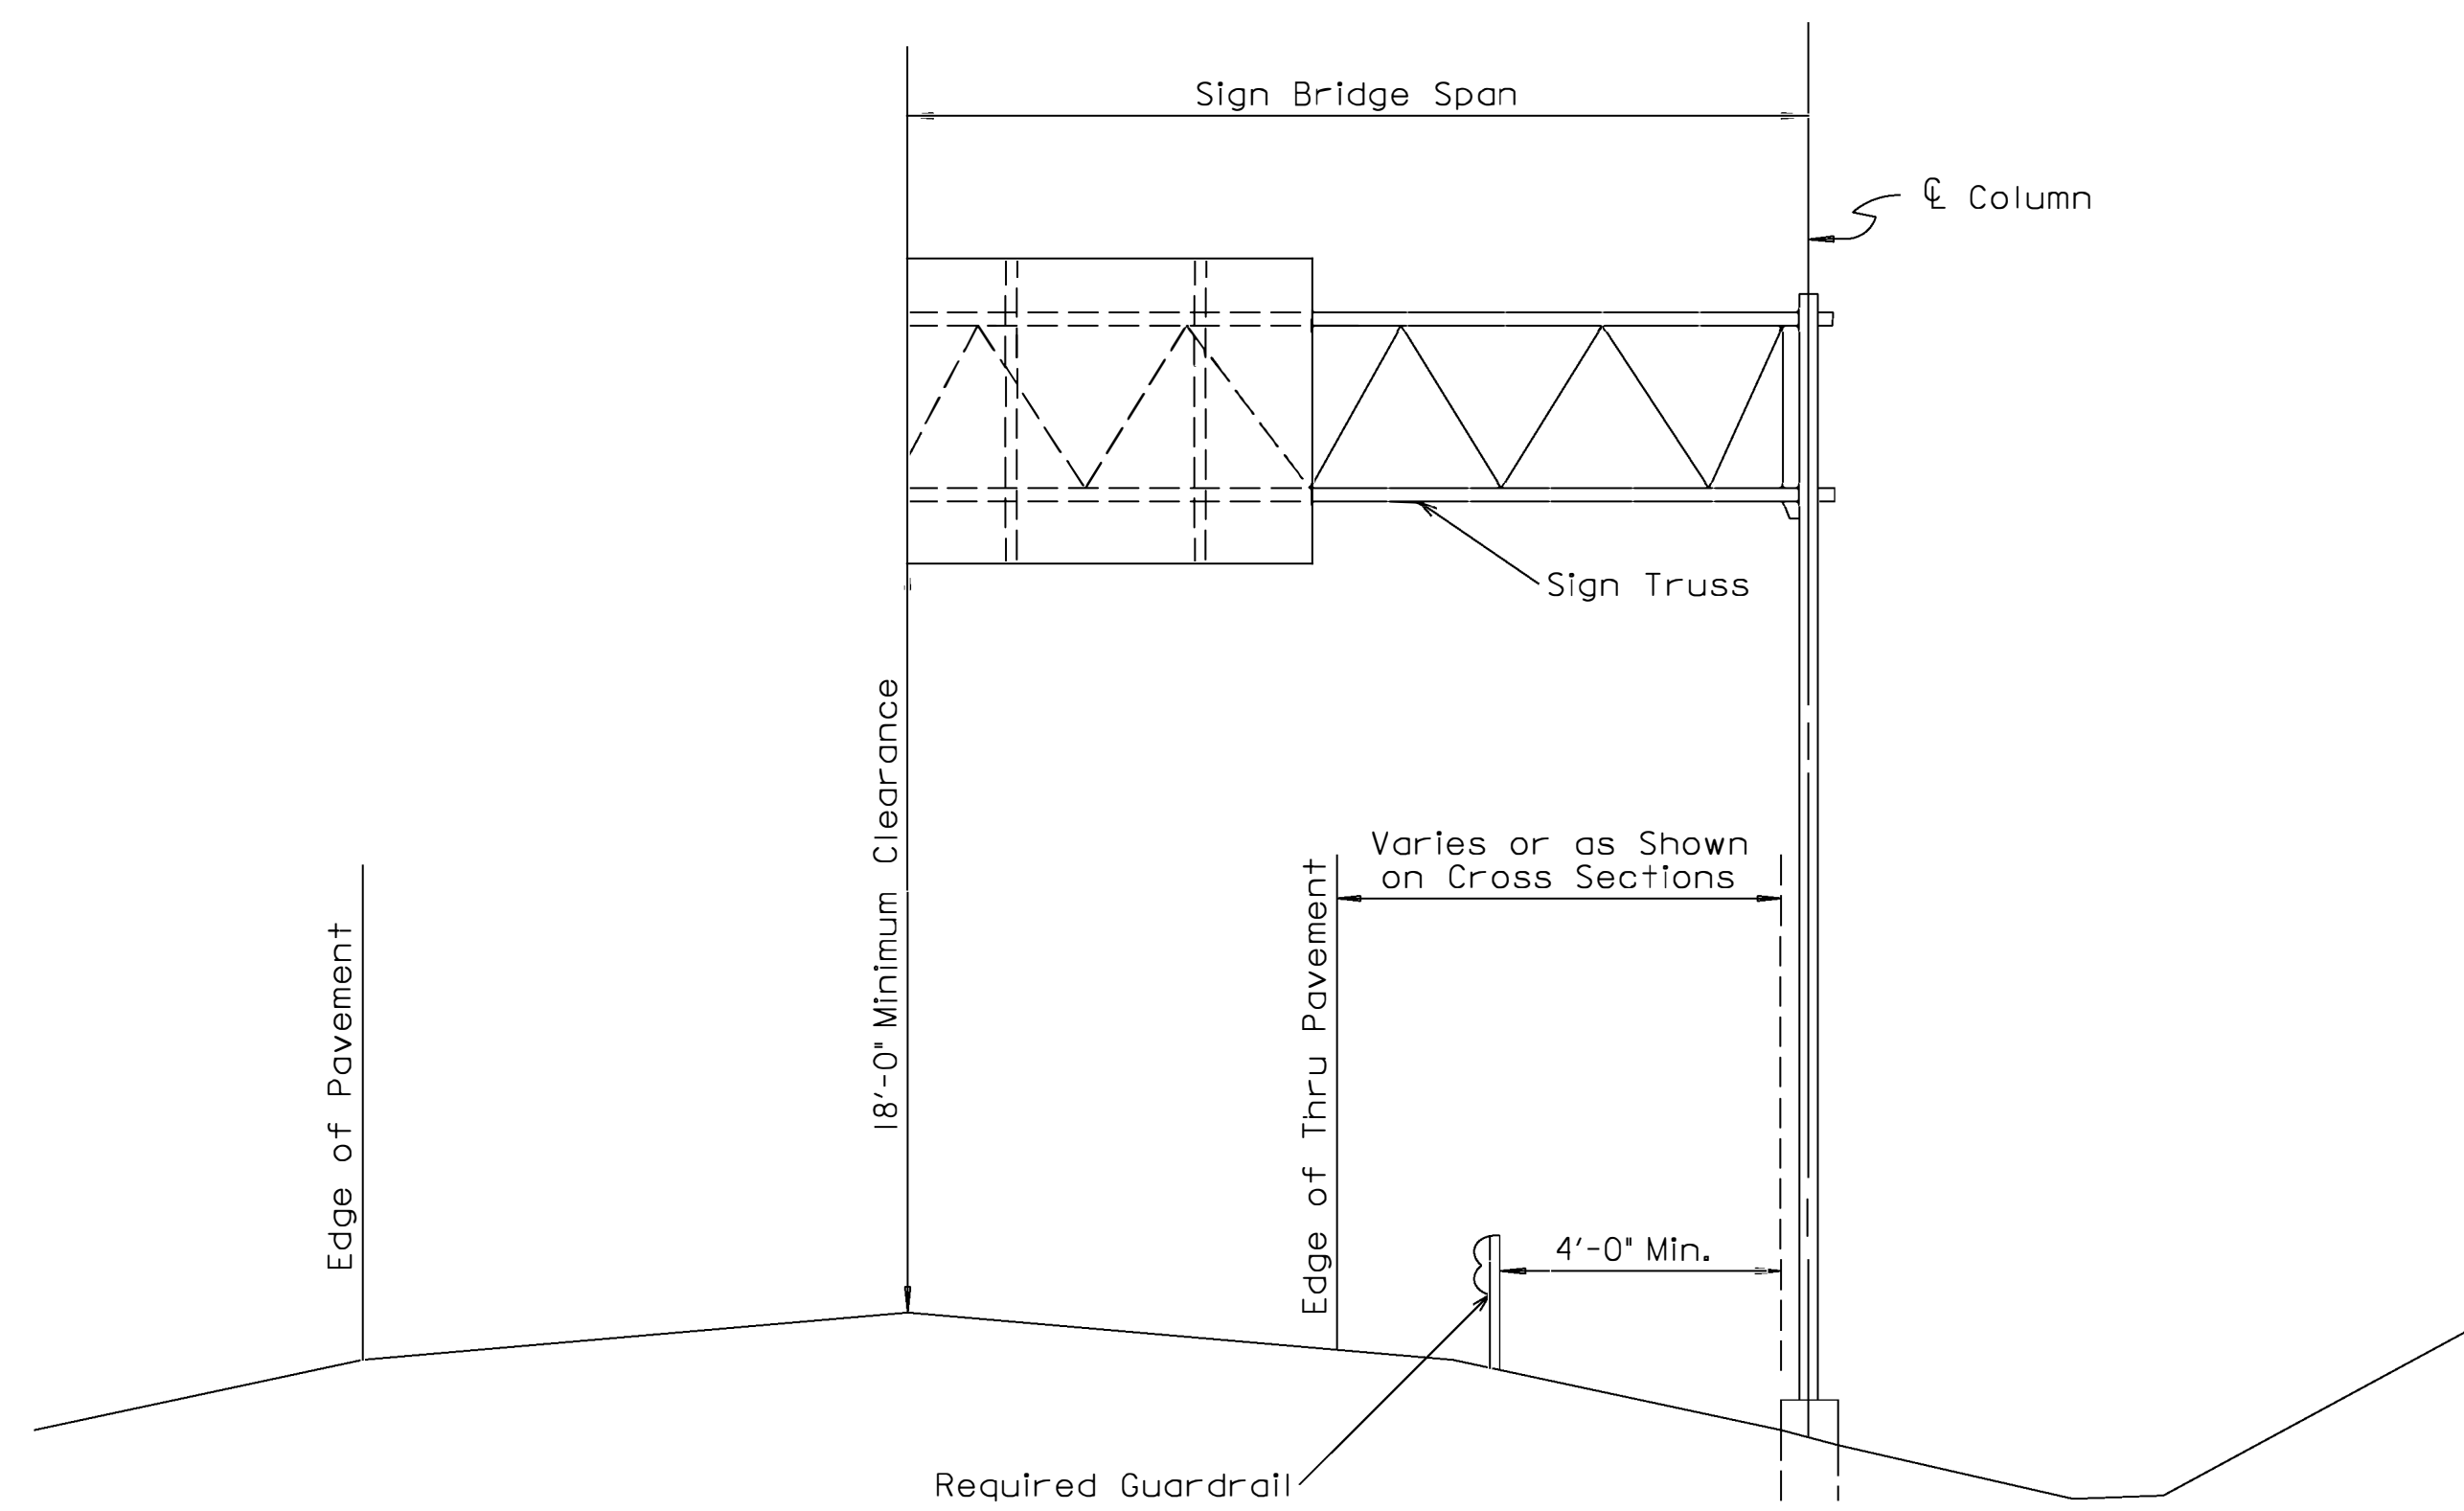 Sign Bridge Span
℄ Column
Sign Truss
18'-0" Minimum Clearance
Varies or as Shown
on Cross Sections
Edge of Pavement
Edge of Thru Pavement
4'-0" Min.
Required Guardrail